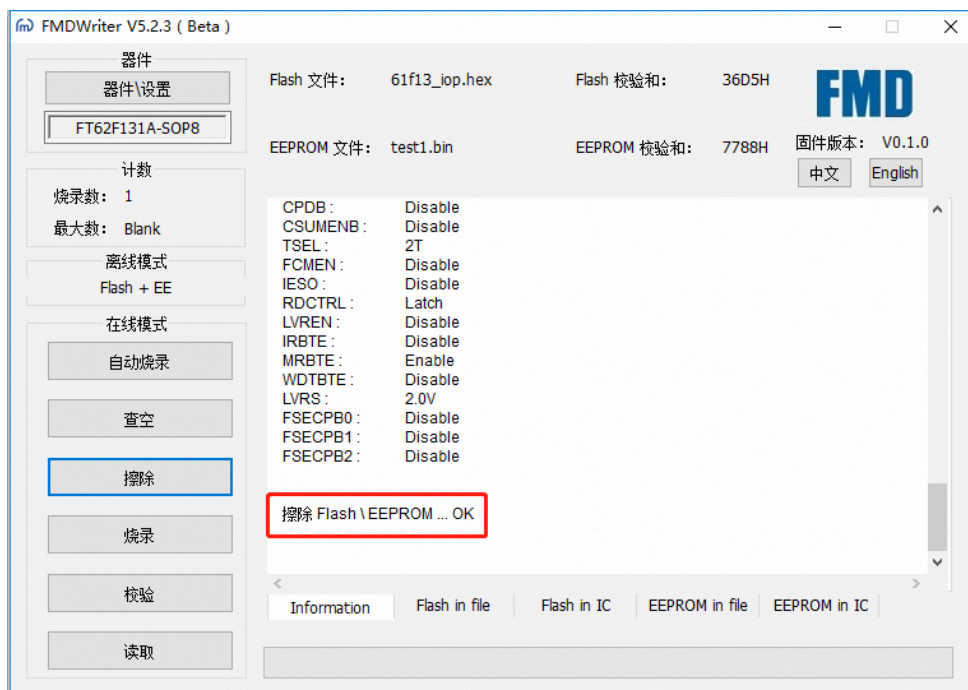 FMDWriter V5.2.3 ( Beta )
器件
器件\设置
FT62F131A-SOP8
计数
烧录数： 1
最大数： Blank
离线模式
Flash + EE
在线模式
自动烧录
查空
擦除
烧录
校验
读取
Flash 文件： 61f13_iop.hex Flash 校验和： 36D5H
EEPROM 文件： test1.bin EEPROM 校验和： 7788H
FMD
固件版本： V0.1.0
中文 English
CPDB : Disable
CSUMENB : Disable
TSEL : 2T
FCMEN : Disable
IESO : Disable
RDCTRL : Latch
LVREN : Disable
IRBTE : Disable
MRBTE : Enable
WDTBTE : Disable
LVRS : 2.0V
FSECPB0 : Disable
FSECPB1 : Disable
FSECPB2 : Disable
擦除 Flash \ EEPROM ... OK
Information Flash in file Flash in IC EEPROM in file EEPROM in IC